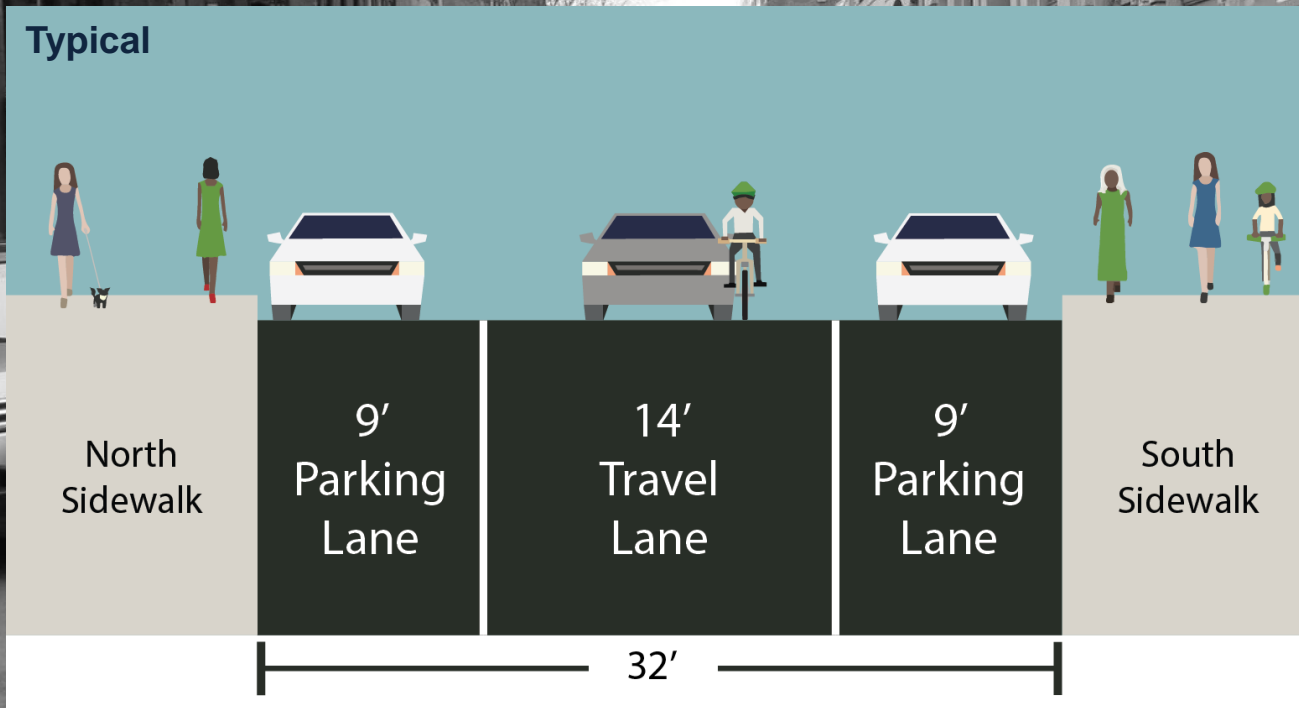 Typical
North
Sidewalk
9′
Parking
Lane
14′
Travel
Lane
9′
Parking
Lane
South
Sidewalk
32′